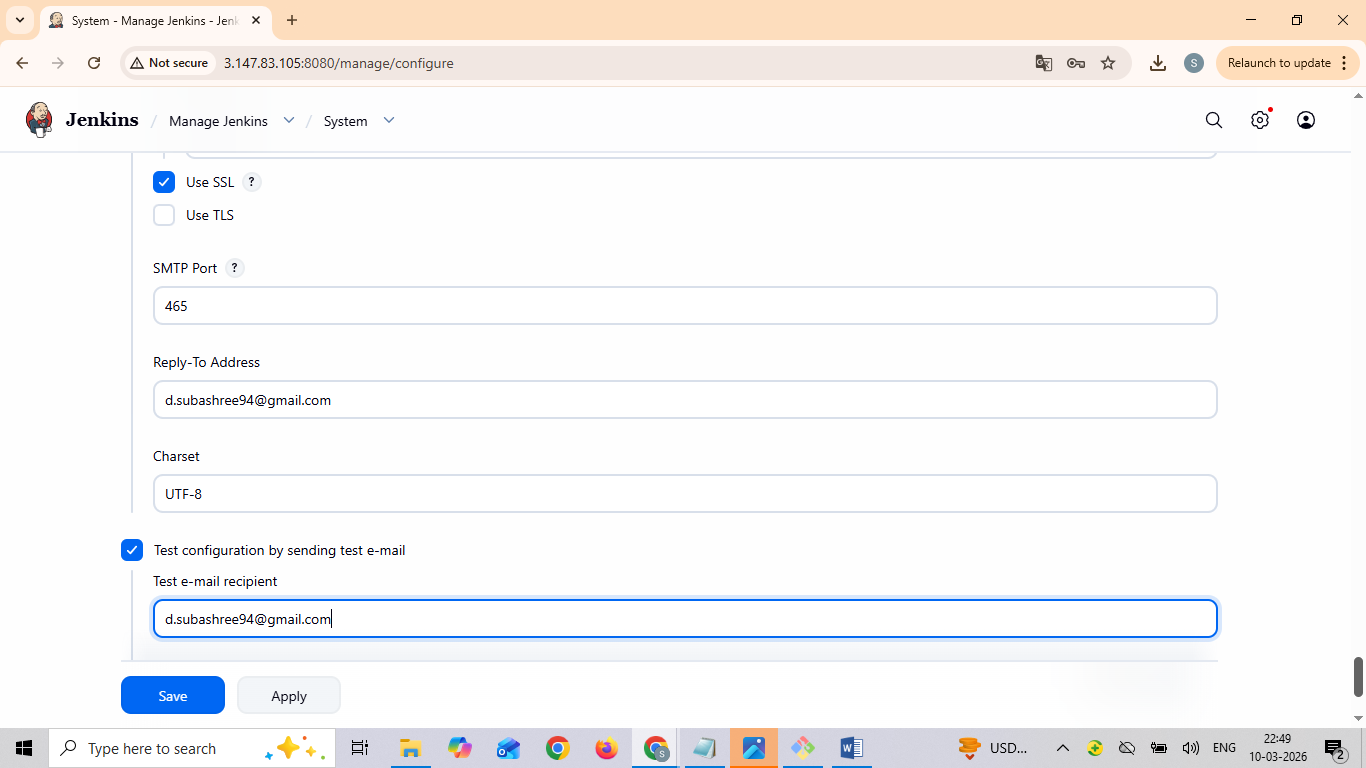 System - Manage Jenkins - Jenk
Not secure
3.147.83.105:8080/manage/configure
S
Relaunch to update
Jenkins / Manage Jenkins / System
Use SSL ?
Use TLS
SMTP Port ?
465
Reply-To Address
d.subashree94@gmail.com
Charset
UTF-8
Test configuration by sending test e-mail
Test e-mail recipient
d.subashree94@gmail.com
Save
Apply
Type here to search
S
USD...
ENG
22:49
10-03-2026
2